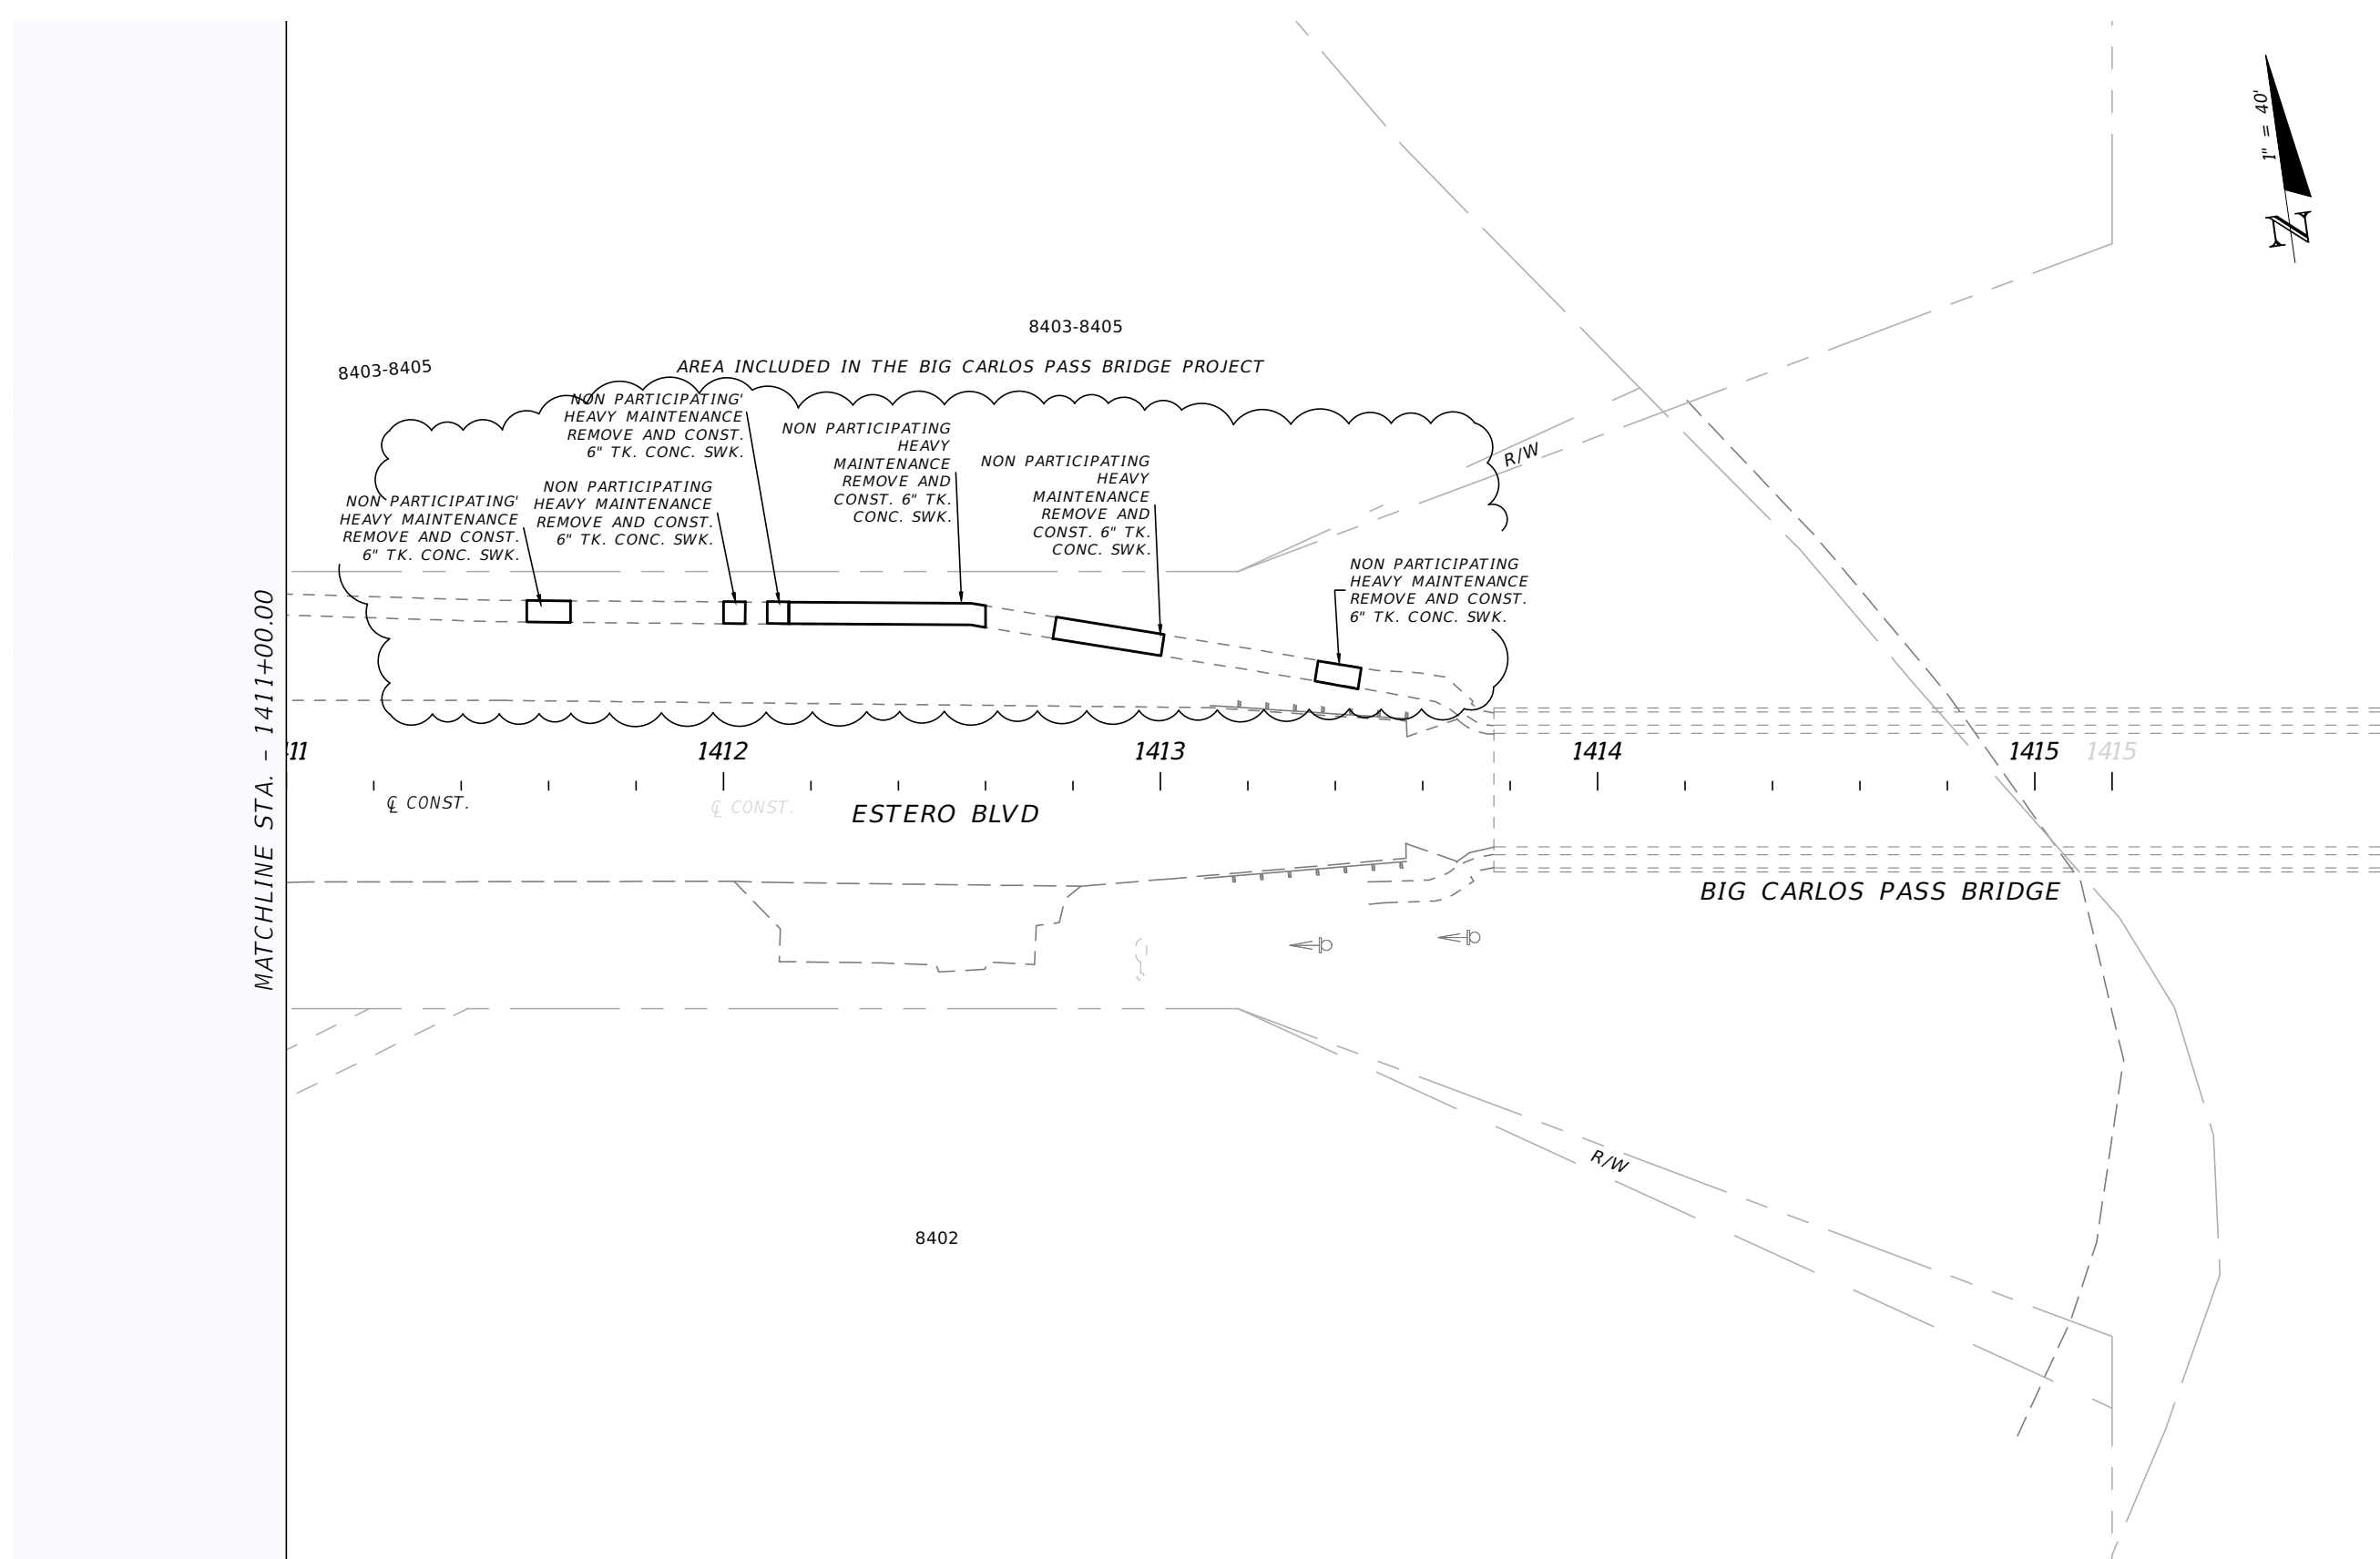 1" = 40'
N
8403-8405
8403-8405
AREA INCLUDED IN THE BIG CARLOS PASS BRIDGE PROJECT
NON PARTICIPATING'
HEAVY MAINTENANCE
REMOVE AND CONST.
6" TK. CONC. SWK.
NON PARTICIPATING
HEAVY
MAINTENANCE
REMOVE AND
CONST. 6" TK.
CONC. SWK.
NON PARTICIPATING
HEAVY
MAINTENANCE
REMOVE AND
CONST. 6" TK.
CONC. SWK.
R/W
NON PARTICIPATING'
HEAVY MAINTENANCE
REMOVE AND CONST.
6" TK. CONC. SWK.
NON PARTICIPATING
HEAVY MAINTENANCE
REMOVE AND CONST.
6" TK. CONC. SWK.
NON PARTICIPATING
HEAVY MAINTENANCE
REMOVE AND CONST.
6" TK. CONC. SWK.
MATCHLINE STA. - 1411+00.00
11
1412
1413
1414
1415
1415
℄ CONST.
℄ CONST.
ESTERO BLVD
BIG CARLOS PASS BRIDGE
R/W
8402